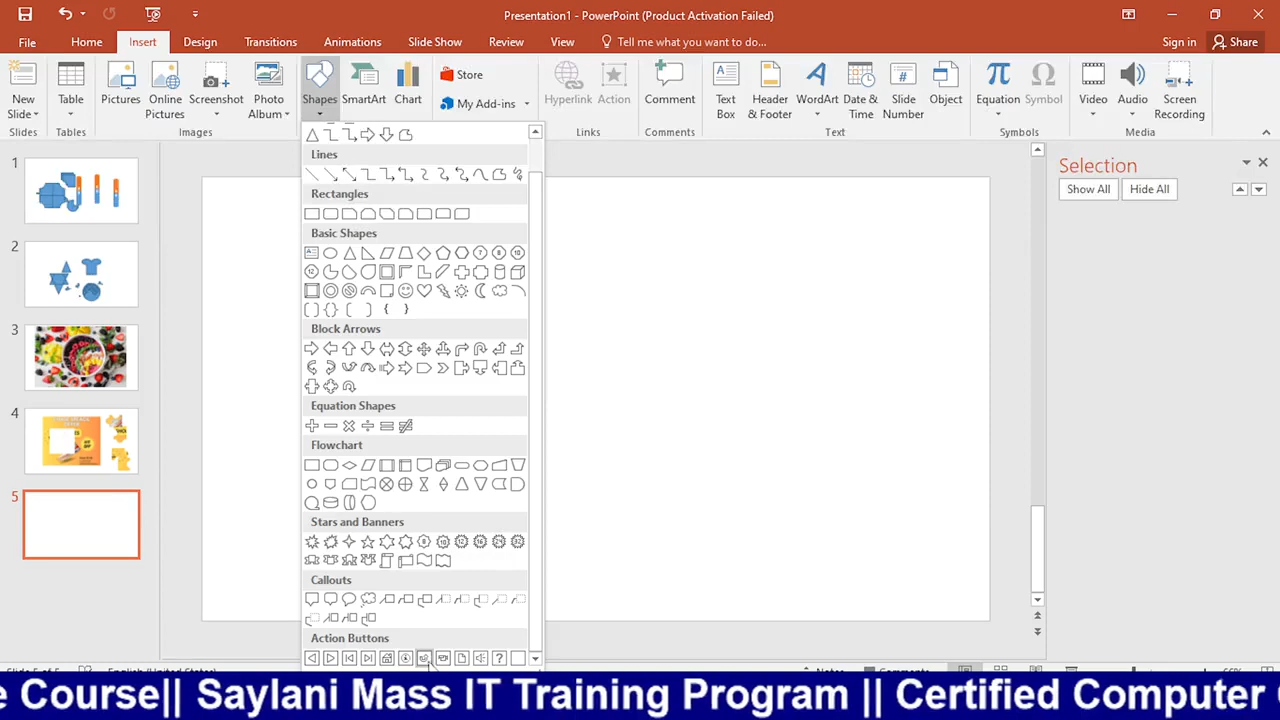 Presentation1 - PowerPoint (Product Activation Failed)
File Home Insert Design Transitions Animations Slide Show Review View Tell me what you want to do... Sign in Share
New Slide Table Pictures Online Pictures Screenshot Photo Album Shapes SmartArt Chart Store My Add-ins Hyperlink Action Comment Text Box Header & Footer WordArt Date & Time Slide Number Object Equation Symbol Video Audio Screen Recording
Slides Tables Images Links Comments Text Symbols Media
Lines
Rectangles
Basic Shapes
Block Arrows
Equation Shapes
Flowchart
Stars and Banners
Callouts
Action Buttons
1
2
3
4
5
Selection
Show All Hide All
e Course|| Saylani Mass IT Training Program || Certified Computer